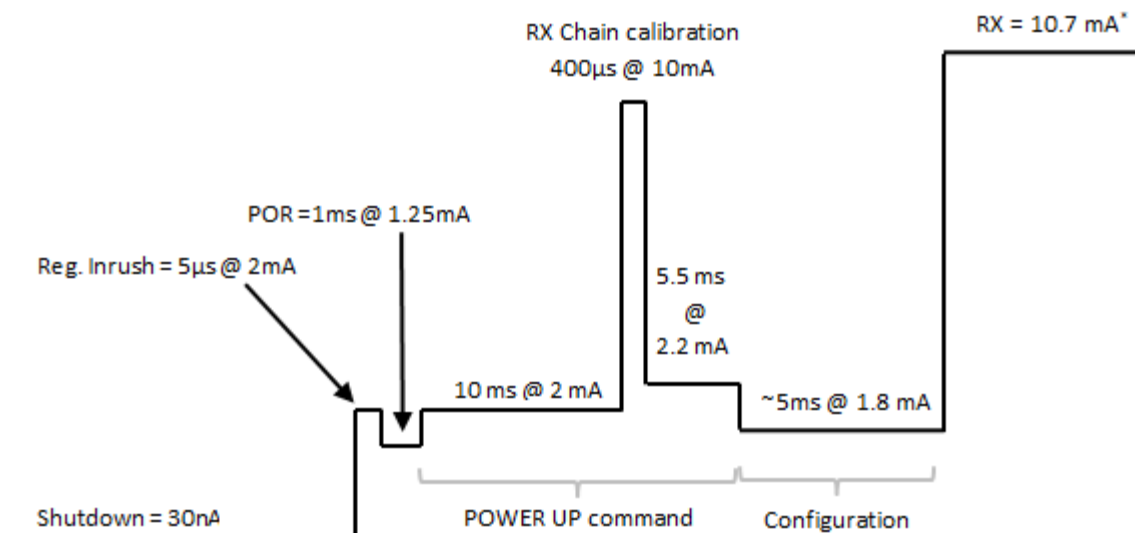 RX = 10.7 mA*
RX Chain calibration
400µs @ 10mA
POR =1ms @ 1.25mA
Reg. Inrush = 5µs @ 2mA
5.5 ms
@
2.2 mA
10 ms @ 2 mA
~5ms @ 1.8 mA
Shutdown = 30nA
POWER UP command
Configuration